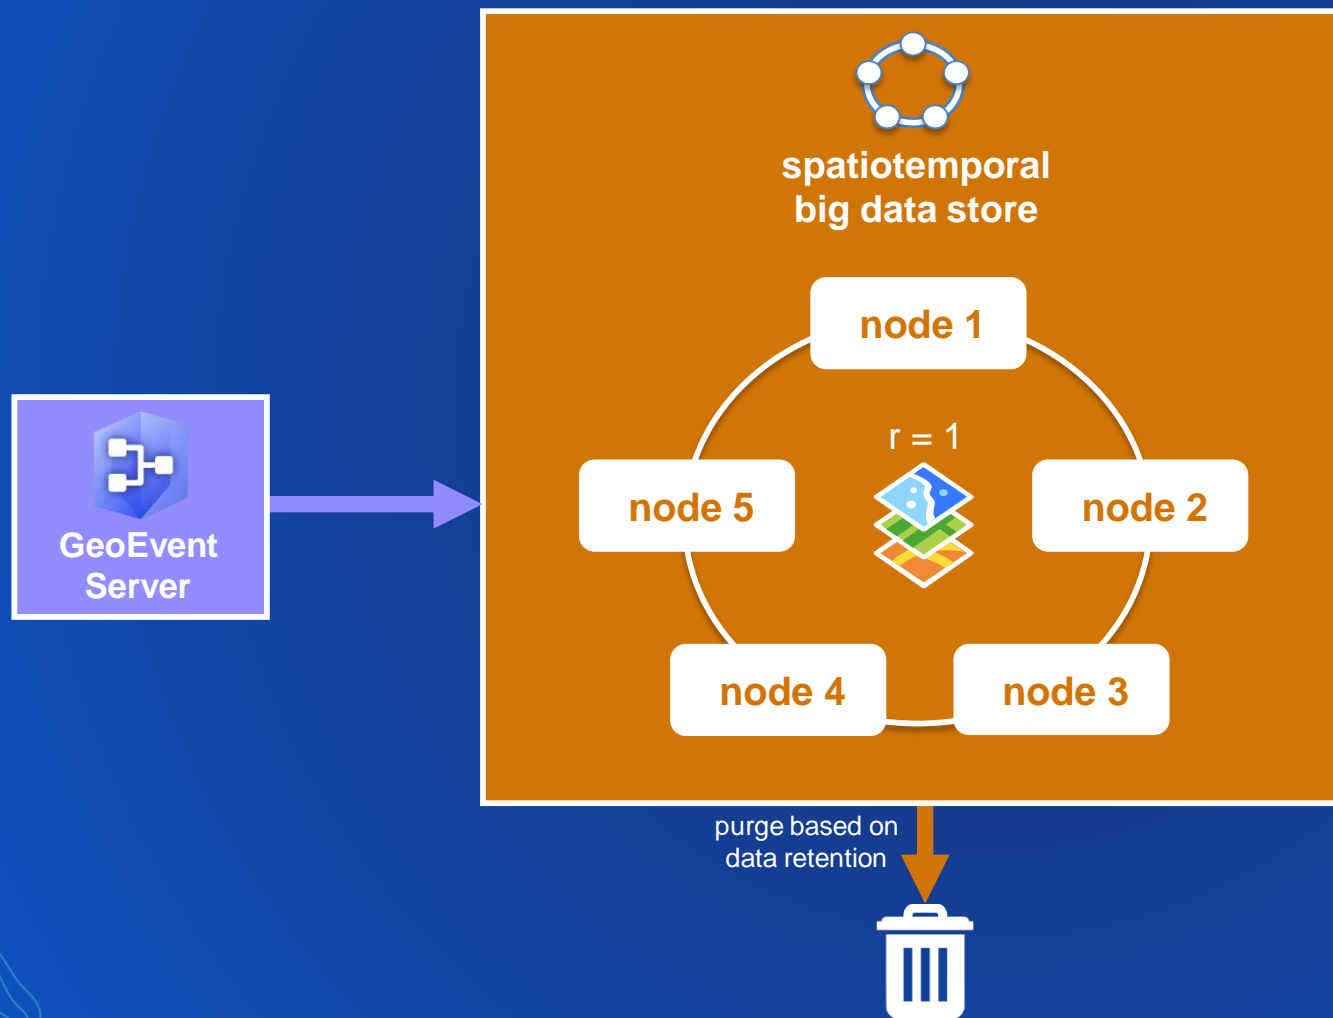 spatiotemporal
big data store
node 1
r = 1
node 5
node 2
GeoEvent
Server
node 4
node 3
purge based on
data retention